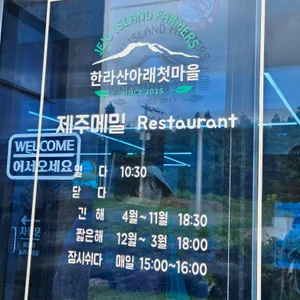 JEJU ISLAND FARMERS
한라산아래첫마을
SINCE 2015
제주메밀 Restaurant
WELCOME
어서오세요
열 다 10:30
닫 다
긴 해 4월~11월 18:30
짧은해 12월~3월 18:00
잠시쉬다 매일 15:00~16:00
자동문